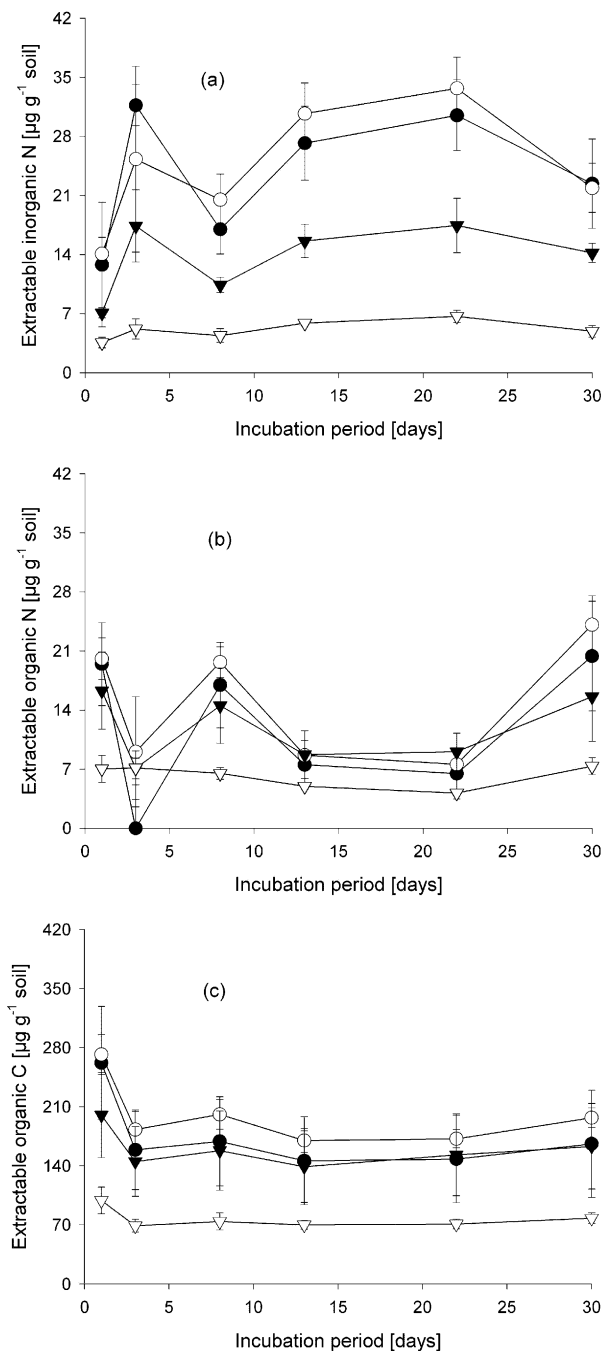 (a)
Extractable inorganic N [µg g⁻¹ soil]
42
35
28
21
14
7
0
0 5 10 15 20 25 30
Incubation period [days]
(b)
Extractable organic N [µg g⁻¹ soil]
42
35
28
21
14
7
0
0 5 10 15 20 25 30
Incubation period [days]
(c)
Extractable organic C [µg g⁻¹ soil]
420
350
280
210
140
70
0
0 5 10 15 20 25 30
Incubation period [days]